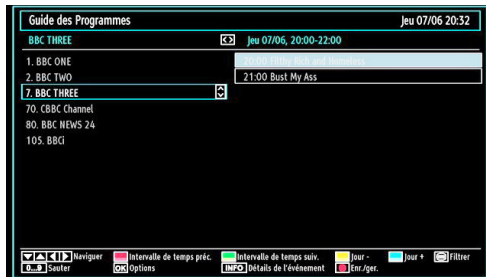 Guide des Programmes Jeu 07/06 20:32
BBC THREE Jeu 07/06, 20:00-22:00
1. BBC ONE
20:00 Filthy Rich and Homeless
2. BBC TWO
21:00 Bust My Ass
7. BBC THREE
70. CBBC Channel
80. BBC NEWS 24
105. BBCi
Naviguer Intervalle de temps préc. Intervalle de temps suiv. Jour - Jour + Filtrer
0...9 Sauter OK Options INFO Détails de l'événement Enr./ger.